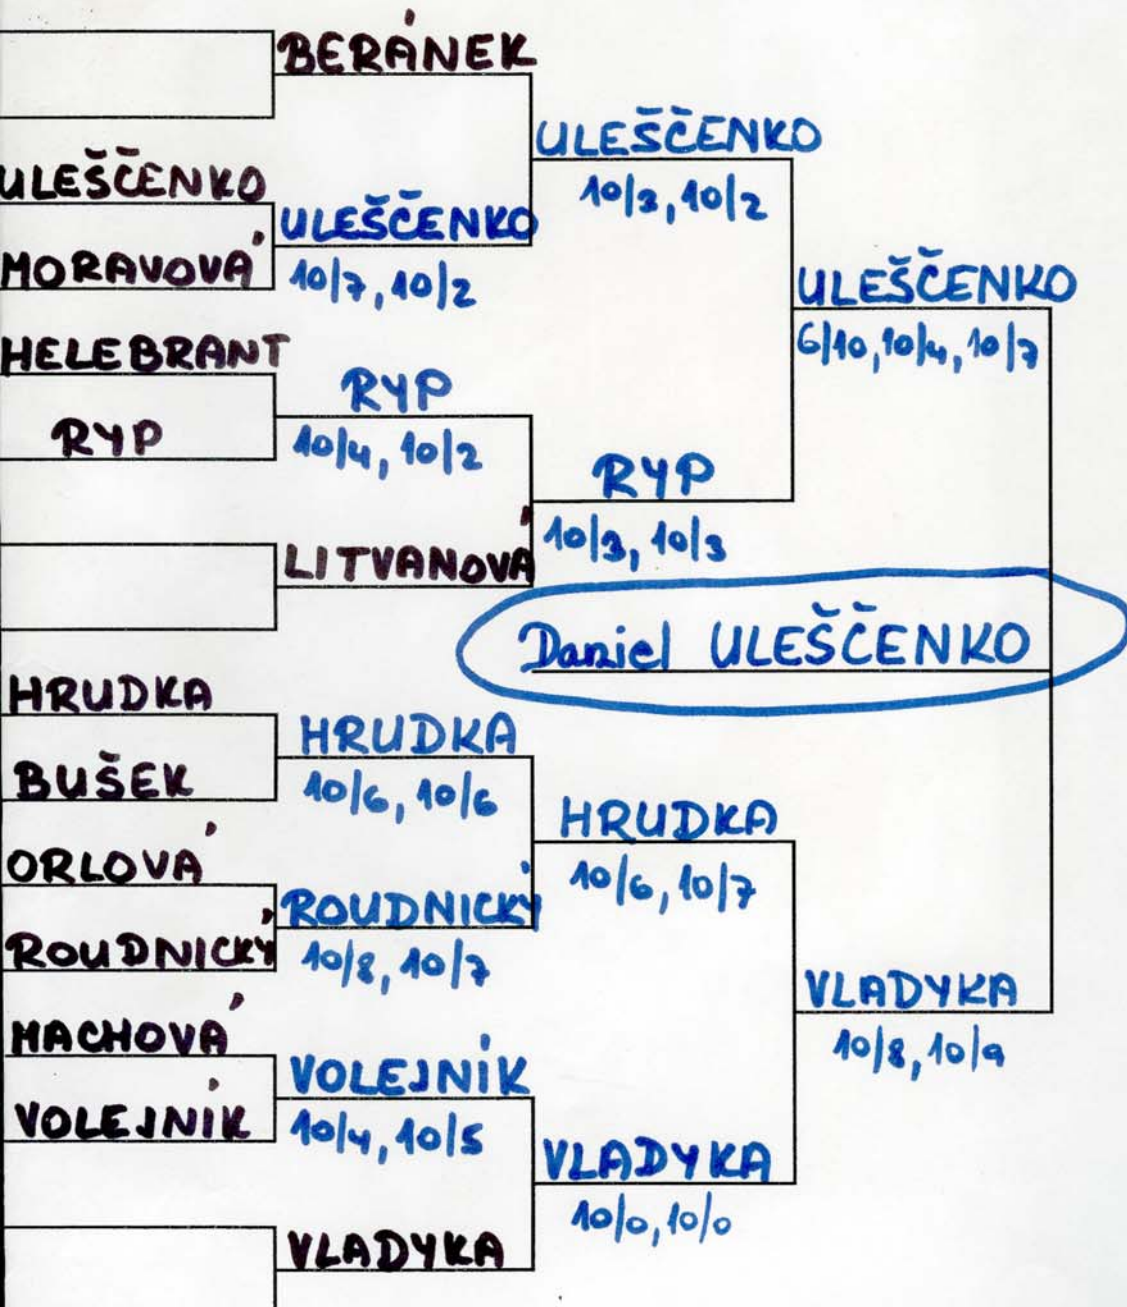 BERÁNEK
ULEŠČENKO
10/3, 10/2
ULEŠČENKO
ULEŠČENKO
10/7, 10/2
MORAVOVÁ
ULEŠČENKO
6/10, 10/4, 10/7
HELEBRANT
RYP
10/4, 10/2
RYP
RYP
10/3, 10/3
LITVANOVÁ
Daniel ULEŠČENKO
HRUDKA
HRUDKA
10/6, 10/6
BUŠEK
HRUDKA
10/6, 10/7
ORLOVÁ
ROUDNICKÝ
10/8, 10/7
ROUDNICKÝ
VLADYKA
10/8, 10/9
MACHOVÁ
VOLEJNÍK
10/4, 10/5
VOLEJNÍK
VLADYKA
10/0, 10/0
VLADYKA